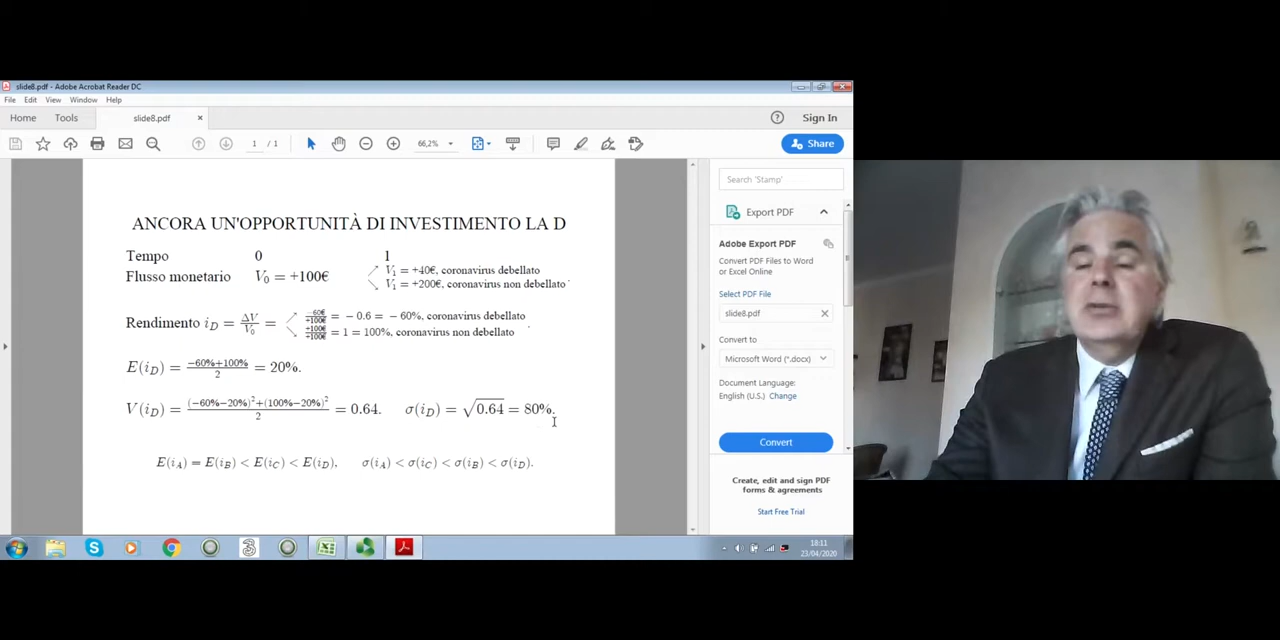 slide8.pdf - Adobe Acrobat Reader DC
File Edit View Window Help
Home Tools slide8.pdf × Sign In
1 / 1 66,2% Share
Search 'Stamp'
Export PDF
Adobe Export PDF
Convert PDF Files to Word
or Excel Online
Select PDF File
slide8.pdf
Convert to
Microsoft Word (*.docx)
Document Language:
English (U.S.) Change
Convert
Create, edit and sign PDF
forms & agreements
Start Free Trial
ANCORA UN'OPPORTUNITÀ DI INVESTIMENTO LA D
Tempo 0 1
Flusso monetario V₀ = +100€
↗ V₁ = +40€, coronavirus debellato
↘ V₁ = +200€, coronavirus non debellato
Rendimento i_D = ΔV/V₀ =
↗ −60€/+100€ = −0.6 = −60%, coronavirus debellato
↘ +100€/+100€ = 1 = 100%, coronavirus non debellato
E(i_D) = (−60%+100%)/2 = 20%.
V(i_D) = ((−60%−20%)²+(100%−20%)²)/2 = 0.64. σ(i_D) = √0.64 = 80%.
E(i_A) = E(i_B) < E(i_C) < E(i_D), σ(i_A) < σ(i_C) < σ(i_B) < σ(i_D).
18:11
23/04/2020